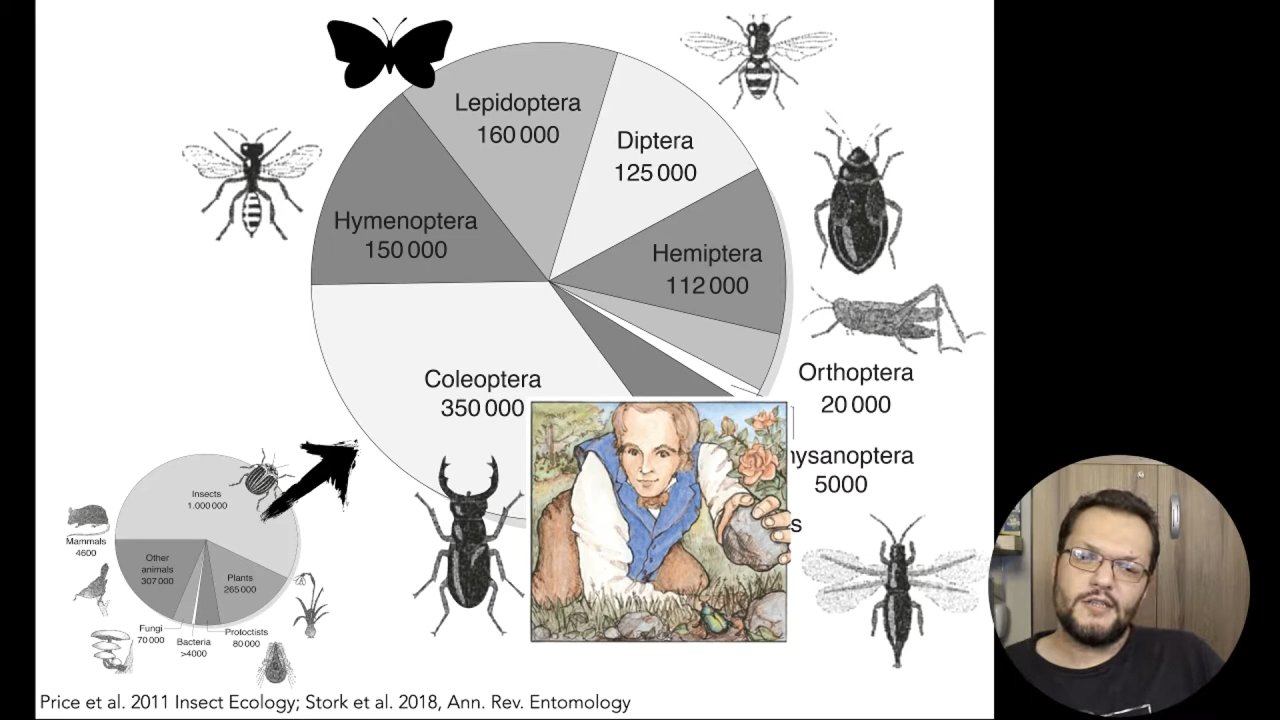 Lepidoptera
160 000
Diptera
125 000
Hymenoptera
150 000
Hemiptera
112 000
Coleoptera
350 000
Orthoptera
20 000
hysanoptera
5000
s
Insects
1.000 000
Mammals
4600
Other
animals
307 000
Plants
265 000
Fungi
70 000
Bacteria
>4000
Protoctists
80 000
Price et al. 2011 Insect Ecology; Stork et al. 2018, Ann. Rev. Entomology